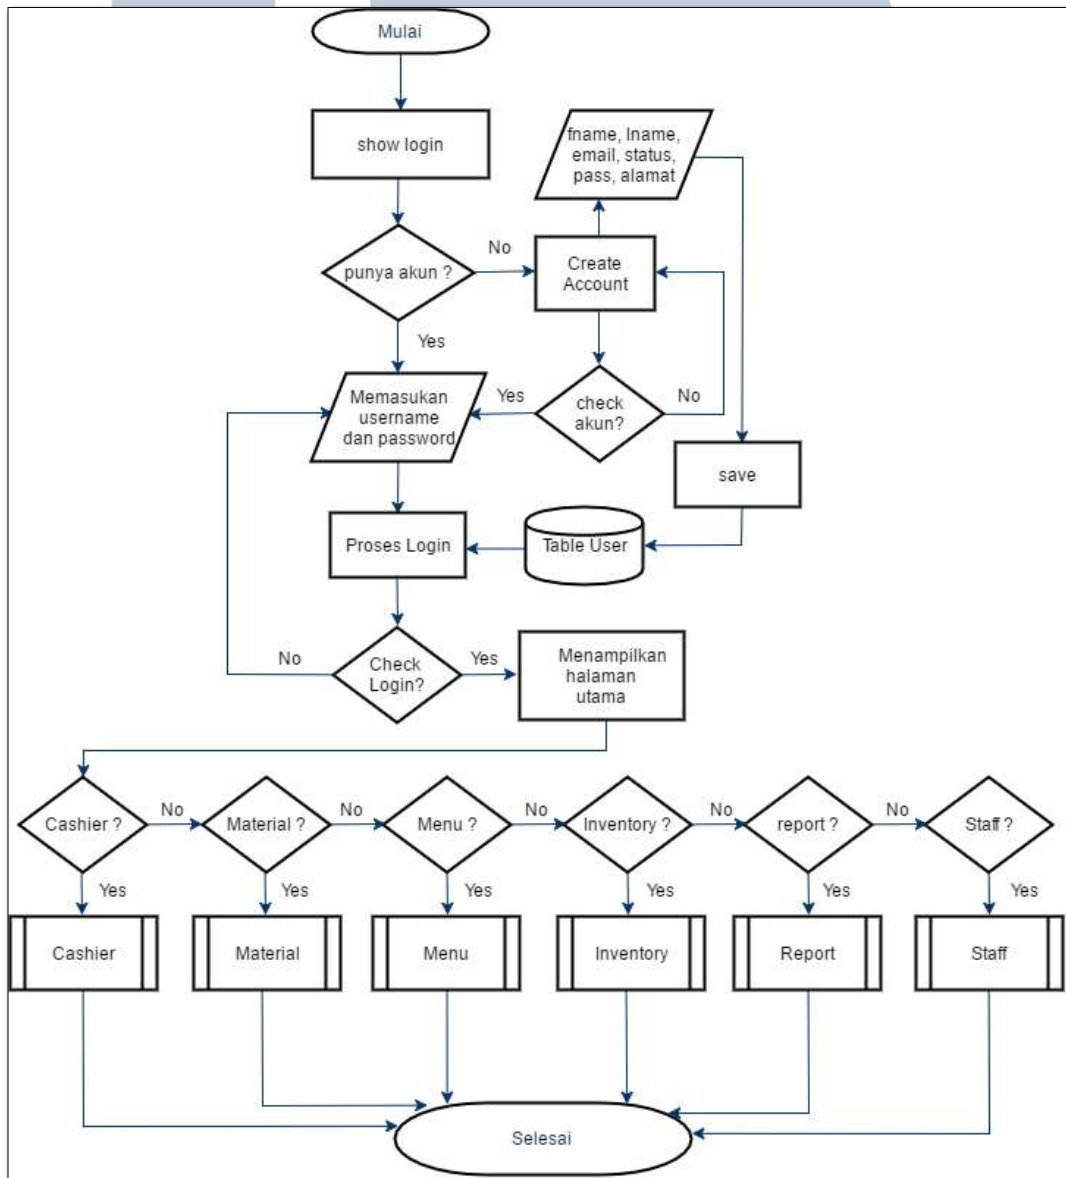 Mulai
show login
fname, lname,
email, status,
pass, alamat
punya akun ?
No
Create
Account
Yes
Memasukan
username
dan password
Yes
check
akun?
No
save
Proses Login
Table User
No
Check
Login?
Yes
Menampilkan
halaman
utama
Cashier ?
No
Material ?
No
Menu ?
No
Inventory ?
No
report ?
No
Staff ?
Yes
Yes
Yes
Yes
Yes
Yes
Cashier
Material
Menu
Inventory
Report
Staff
Selesai